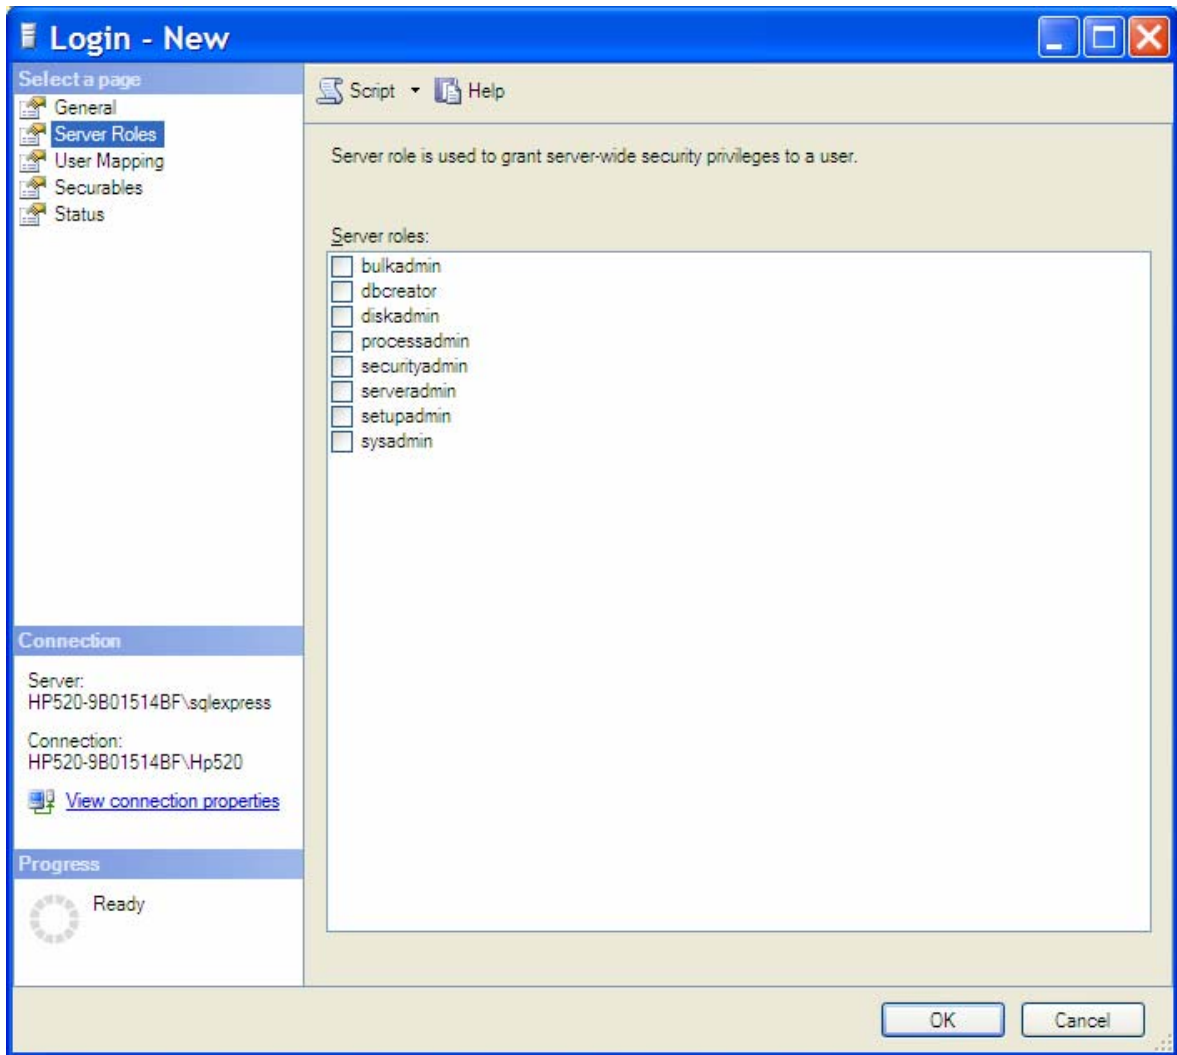 Login - New
Select a page
General
Server Roles
User Mapping
Securables
Status
Connection
Server:
HP520-9B01514BF\sqlexpress
Connection:
HP520-9B01514BF\Hp520
View connection properties
Progress
Ready
Script Help
Server role is used to grant server-wide security privileges to a user.
Server roles:
bulkadmin
dbcreator
diskadmin
processadmin
securityadmin
serveradmin
setupadmin
sysadmin
OK Cancel